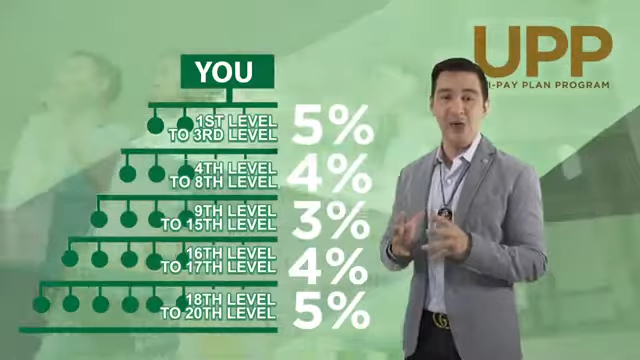 UPP
I-PAY PLAN PROGRAM
YOU
1ST LEVEL
TO 3RD LEVEL
5%
4TH LEVEL
TO 8TH LEVEL
4%
9TH LEVEL
TO 15TH LEVEL
3%
16TH LEVEL
TO 17TH LEVEL
4%
18TH LEVEL
TO 20TH LEVEL
5%